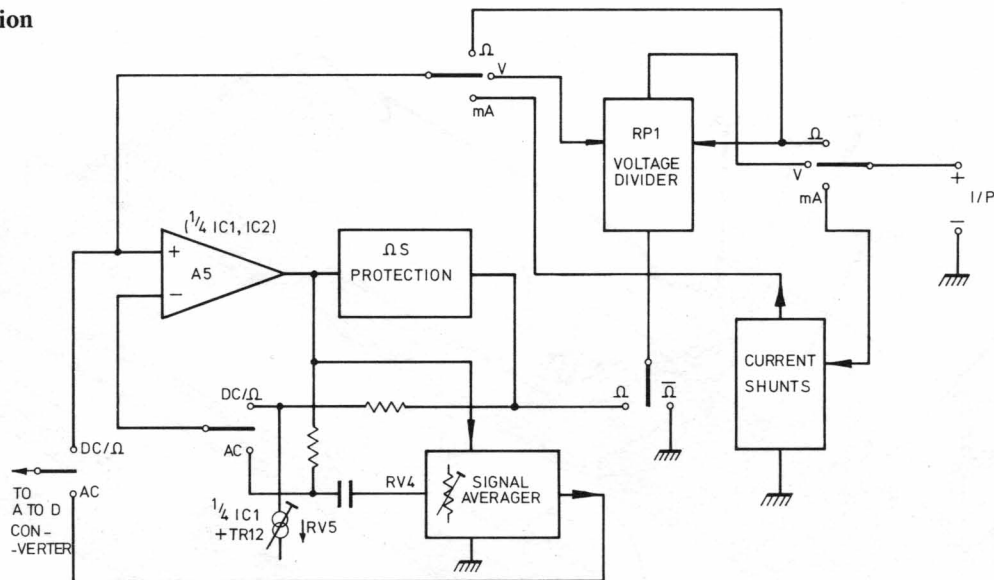 ion
Ω
V
mA
RP1
VOLTAGE
DIVIDER
Ω
V
mA
+
I/P
−
(1/4 IC1, IC2)
+
A5
−
ΩS
PROTECTION
CURRENT
SHUNTS
DC/Ω
AC
Ω
Ω̅
DC/Ω
AC
TO
A TO D
CON-
-VERTER
1/4 IC1
+TR12
RV5
RV4
SIGNAL
AVERAGER